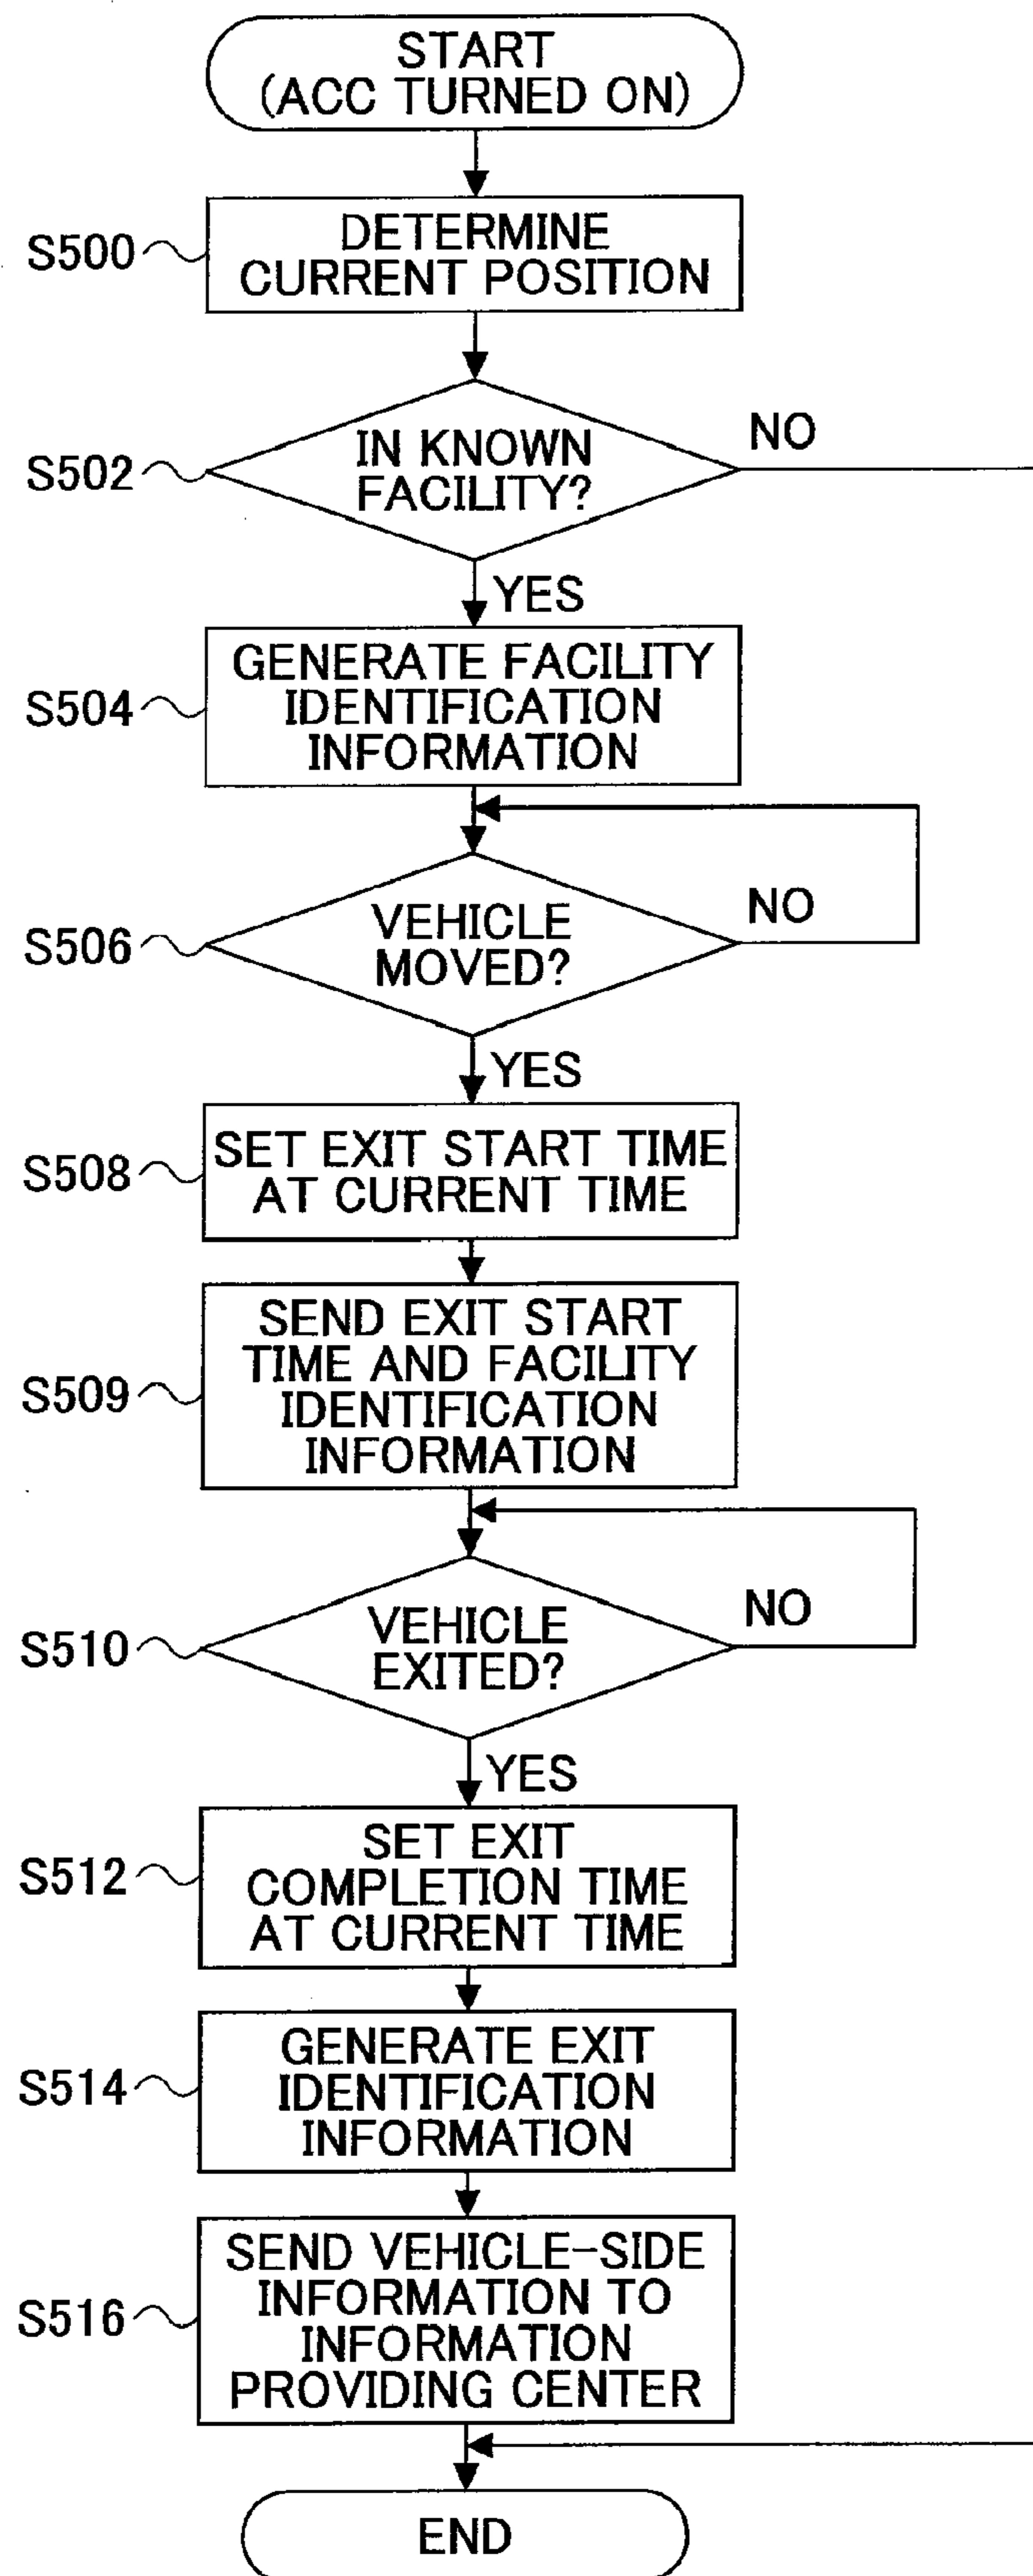 START
(ACC TURNED ON)
S500
DETERMINE
CURRENT POSITION
S502
IN KNOWN
FACILITY?
NO
YES
S504
GENERATE FACILITY
IDENTIFICATION
INFORMATION
S506
VEHICLE
MOVED?
NO
YES
S508
SET EXIT START TIME
AT CURRENT TIME
S509
SEND EXIT START
TIME AND FACILITY
IDENTIFICATION
INFORMATION
S510
VEHICLE
EXITED?
NO
YES
S512
SET EXIT
COMPLETION TIME
AT CURRENT TIME
S514
GENERATE EXIT
IDENTIFICATION
INFORMATION
S516
SEND VEHICLE-SIDE
INFORMATION TO
INFORMATION
PROVIDING CENTER
END